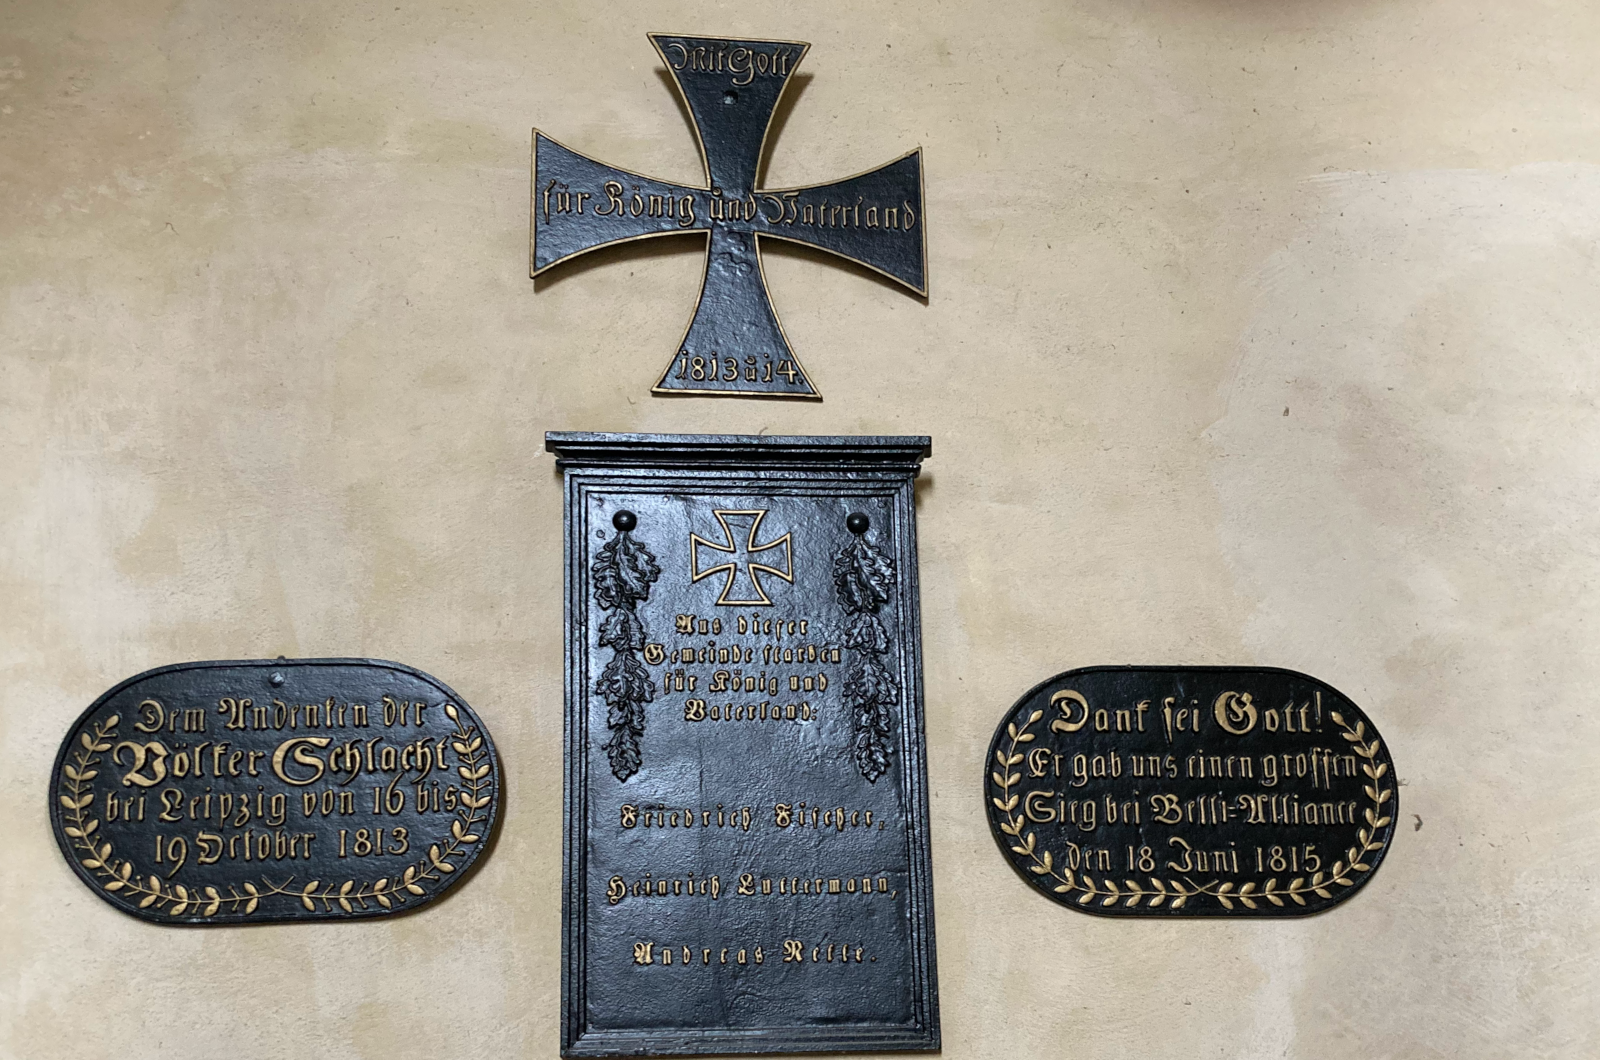 Mit Gott
für König und Vaterland
1813 u 14.
Aus dieser
Gemeinde starben
für König und
Vaterland:
Friedrich Fischer,
Heinrich Luttermann,
Andreas Nette.
Dem Andenken der
Völker Schlacht
bei Leipzig von 16 bis
19 October 1813
Dank sei Gott!
Er gab uns einen grossen
Sieg bei Belli-Alliance
den 18 Juni 1815